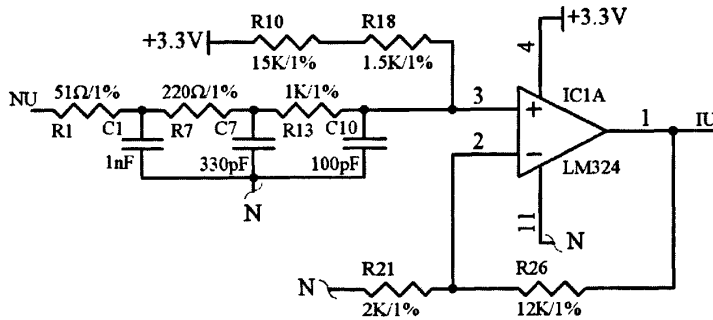 R10 R18
+3.3V
15K/1% 1.5K/1%
4
+3.3V
NU
51Ω/1% 220Ω/1% 1K/1%
R1 C1 R7 C7 R13 C10
1nF 330pF 100pF
N
3
2
+
−
IC1A
LM324
1
IU
11
N
R21 R26
N
2K/1% 12K/1%